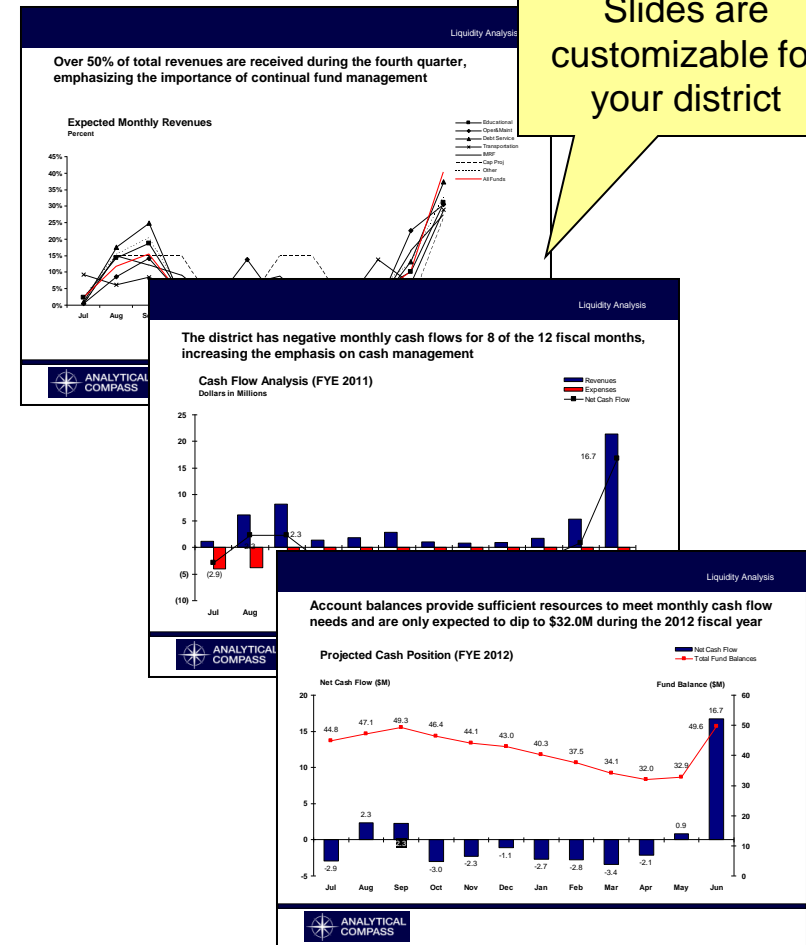 Slides are
customizable fo
your district
Liquidity Analysis
Over 50% of total revenues are received during the fourth quarter,
emphasizing the importance of continual fund management
Expected Monthly Revenues
Percent
Educational
Oper&Maint
Debt Service
Transportation
IMRF
Cap Proj
Other
All Funds
45%
40%
35%
30%
25%
20%
15%
10%
5%
0%
Jul Aug S
ANALYTICAL
COMPASS
Liquidity Analysis
The district has negative monthly cash flows for 8 of the 12 fiscal months,
increasing the emphasis on cash management
Cash Flow Analysis (FYE 2011)
Dollars in Millions
Revenues
Expenses
Net Cash Flow
25
20
15
10
5
0
(5)
(10)
(2.9)
2.3
16.7
Jul Aug
ANALYTICAL
COMPASS
Liquidity Analysis
Account balances provide sufficient resources to meet monthly cash flow
needs and are only expected to dip to $32.0M during the 2012 fiscal year
Projected Cash Position (FYE 2012)
Net Cash Flow
Total Fund Balances
Net Cash Flow ($M)
Fund Balance ($M)
20
15
10
5
0
-5
60
50
40
30
20
10
0
44.8 47.1 49.3 46.4 44.1 43.0 40.3 37.5 34.1 32.0 32.9 49.6
-2.9 2.3 2.3 -3.0 -2.3 -1.1 -2.7 -2.8 -3.4 -2.1 0.9 16.7
Jul Aug Sep Oct Nov Dec Jan Feb Mar Apr May Jun
ANALYTICAL
COMPASS